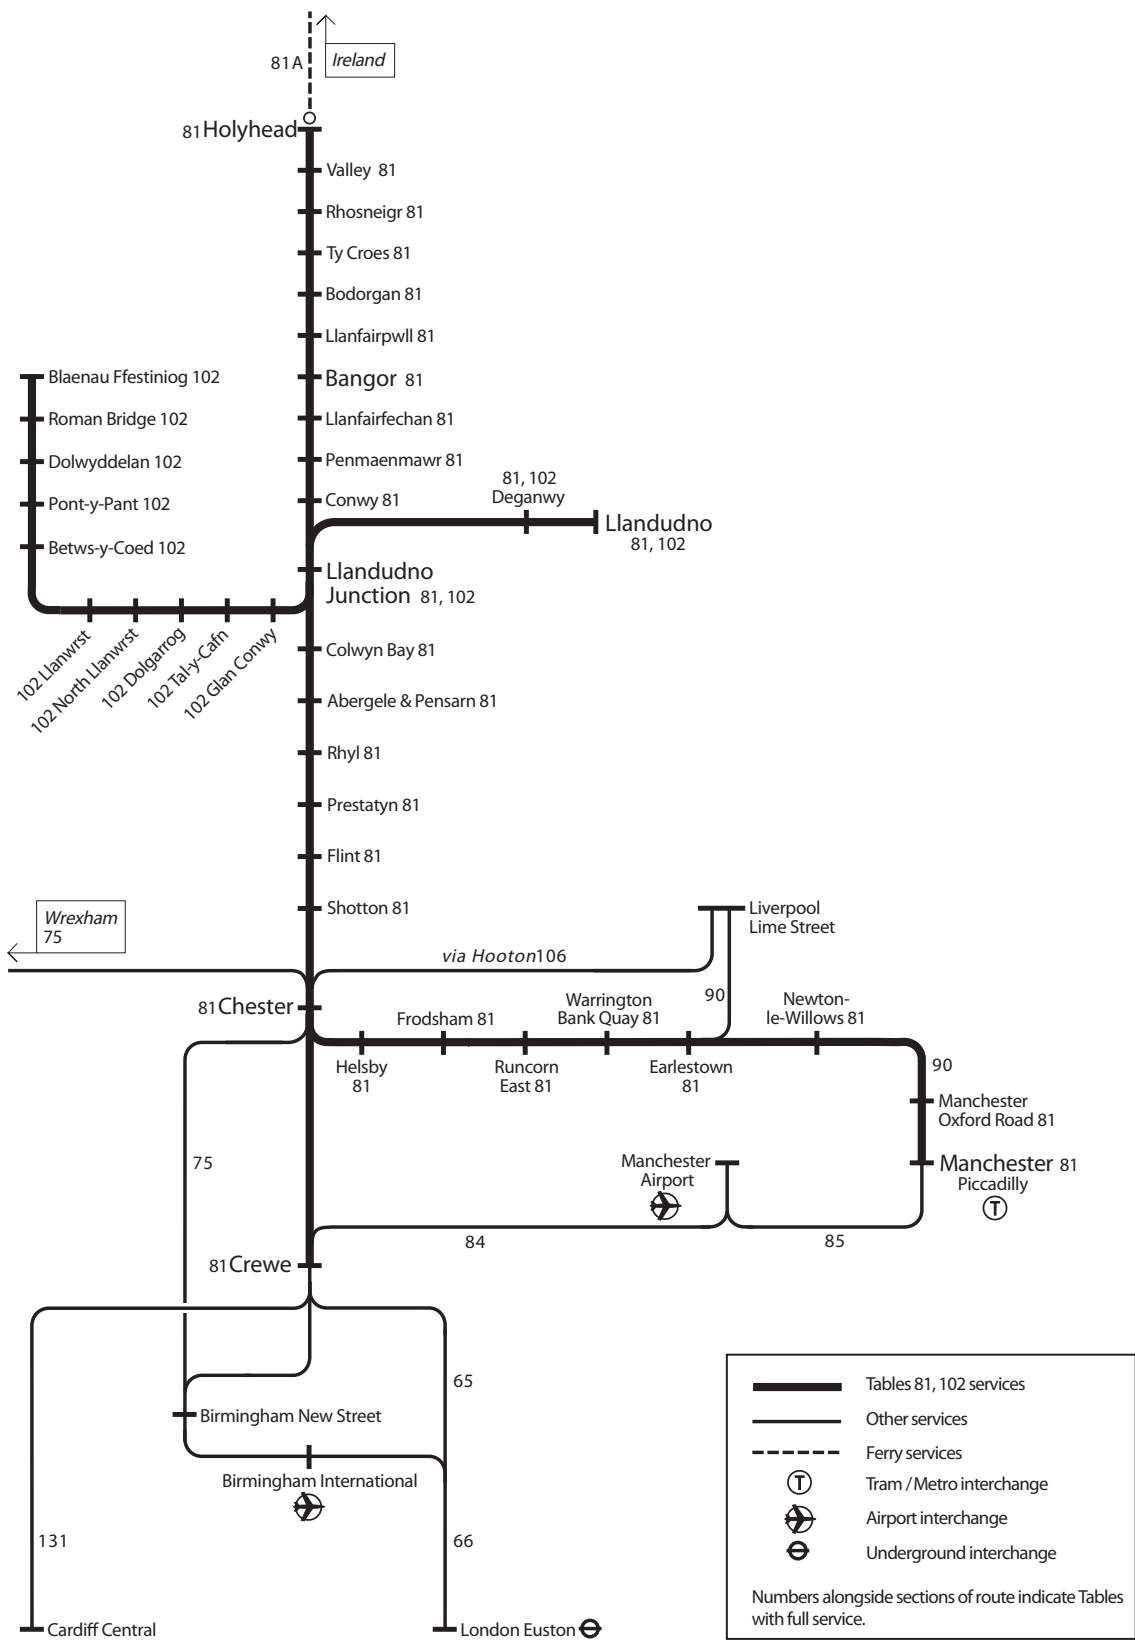 81A
Ireland
81 Holyhead
Valley 81
Rhosneigr 81
Ty Croes 81
Bodorgan 81
Llanfairpwll 81
Blaenau Ffestiniog 102
Bangor 81
Roman Bridge 102
Llanfairfechan 81
Dolwyddelan 102
Penmaenmawr 81
Pont-y-Pant 102
Conwy 81
81, 102
Deganwy
Llandudno
81, 102
Betws-y-Coed 102
Llandudno
Junction 81, 102
102 Llanwrst
102 North Llanwrst
102 Dolgarrog
102 Tal-y-Cafn
102 Glan Conwy
Colwyn Bay 81
Abergele & Pensarn 81
Rhyl 81
Prestatyn 81
Flint 81
Shotton 81
Liverpool
Lime Street
Wrexham
75
via Hooton106
90
81 Chester
Frodsham 81
Warrington
Bank Quay 81
Newton-
le-Willows 81
Helsby
81
Runcorn
East 81
Earlestown
81
90
Manchester
Oxford Road 81
75
Manchester
Airport
Manchester 81
Piccadilly
T
84
85
81 Crewe
65
Birmingham New Street
Birmingham International
131
66
Cardiff Central
London Euston
Tables 81, 102 services
Other services
Ferry services
T
Tram / Metro interchange
Airport interchange
Underground interchange
Numbers alongside sections of route indicate Tables
with full service.